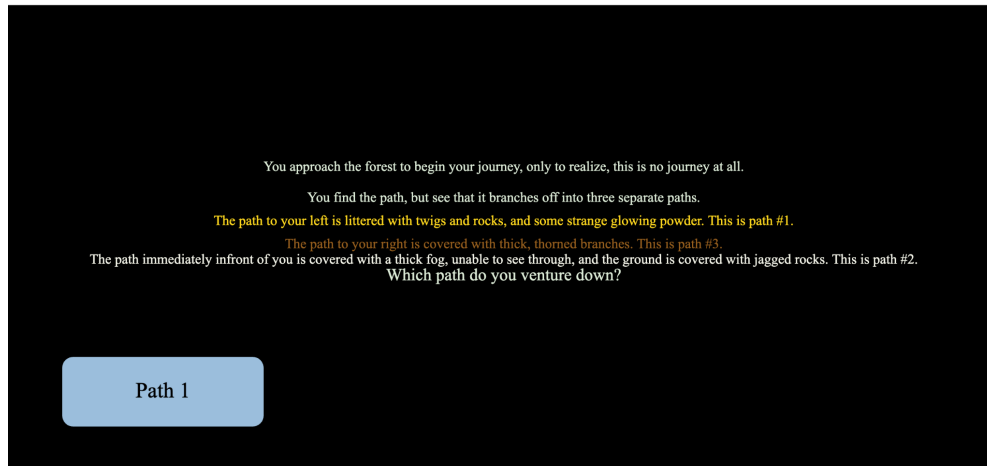 You approach the forest to begin your journey, only to realize, this is no journey at all.
You find the path, but see that it branches off into three separate paths.
The path to your left is littered with twigs and rocks, and some strange glowing powder. This is path #1.
The path to your right is covered with thick, thorned branches. This is path #3.
The path immediately infront of you is covered with a thick fog, unable to see through, and the ground is covered with jagged rocks. This is path #2.
Which path do you venture down?
Path 1